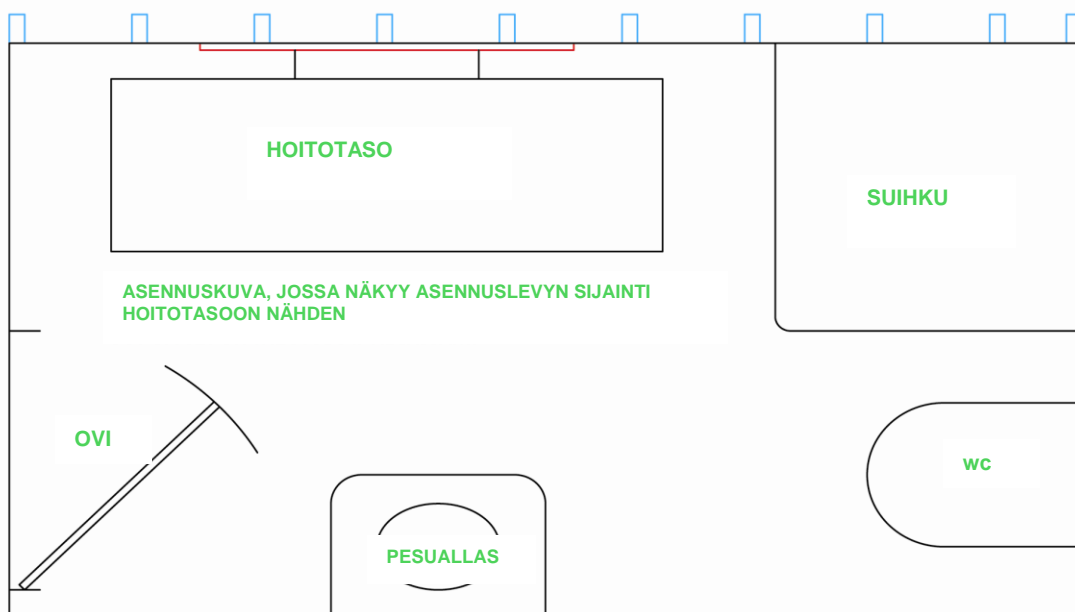 HOITOTASO
SUIHKU
ASENNUSKUVA, JOSSA NÄKYY ASENNUSLEVYN SIJAINTI
HOITOTASOON NÄHDEN
OVI
wc
PESUALLAS